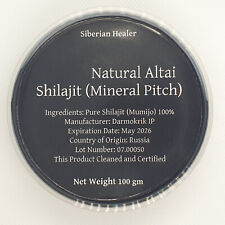 Siberian Healer
Natural Altai
Shilajit (Mineral Pitch)
Ingredients: Pure Shilajit (Mumijo) 100%
Manufacturer: Darmokrik IP
Expiration Date: May 2026
Country of Origin: Russia
Lot Number: 07.00050
This Product Cleaned and Certified
Net Weight 100 gm